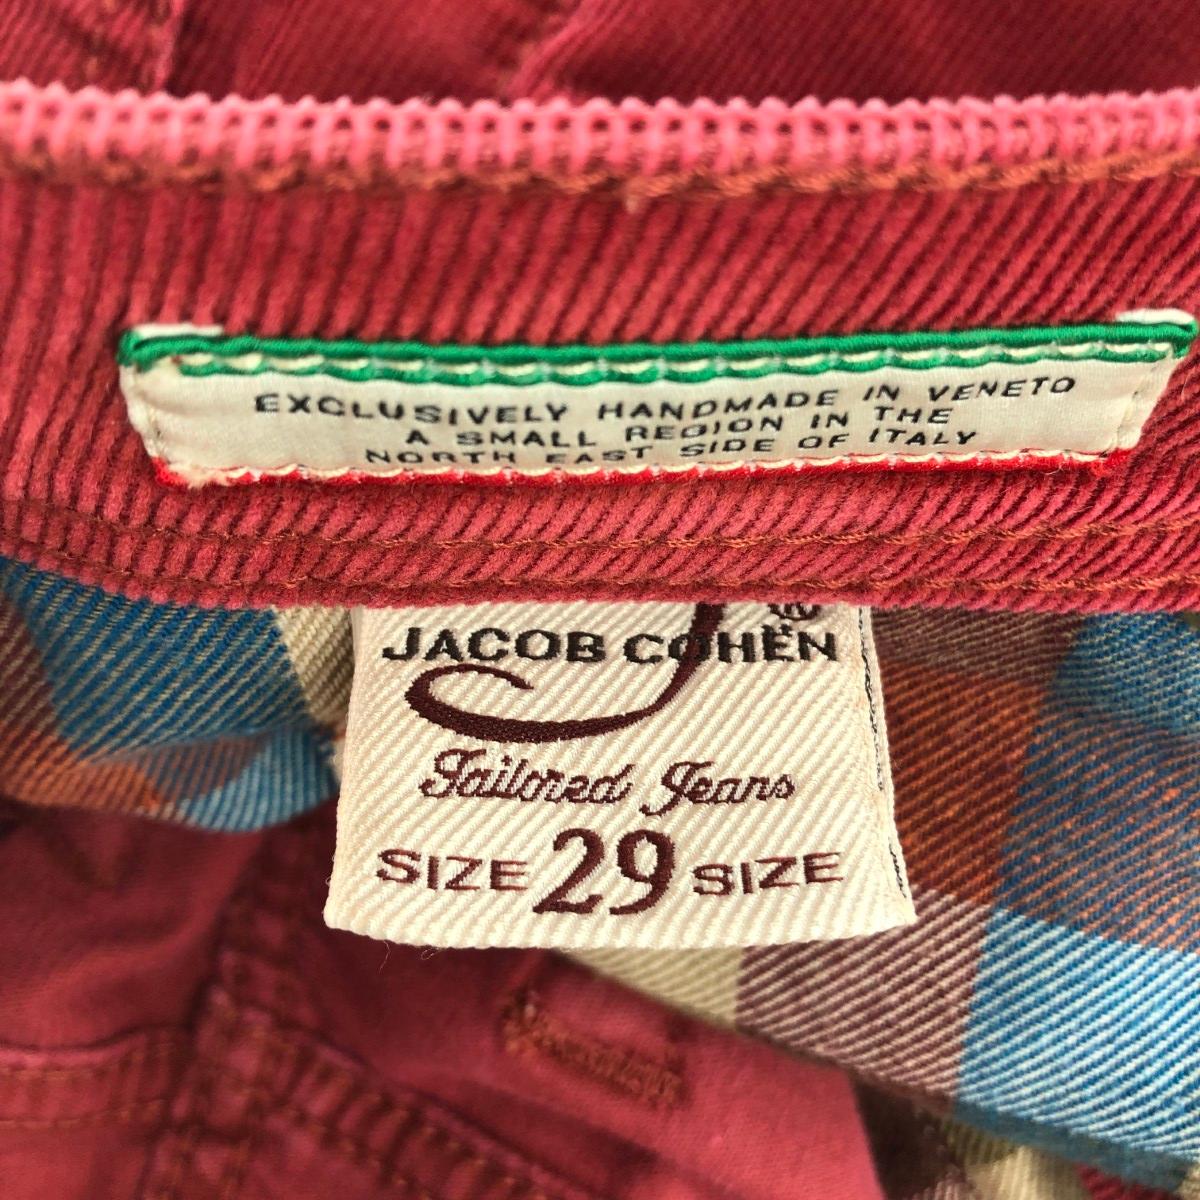 EXCLUSIVELY HANDMADE IN VENETO
A SMALL REGION IN THE
NORTH EAST SIDE OF ITALY
J ®
JACOB COHËN
Tailored Jeans
SIZE 29 SIZE